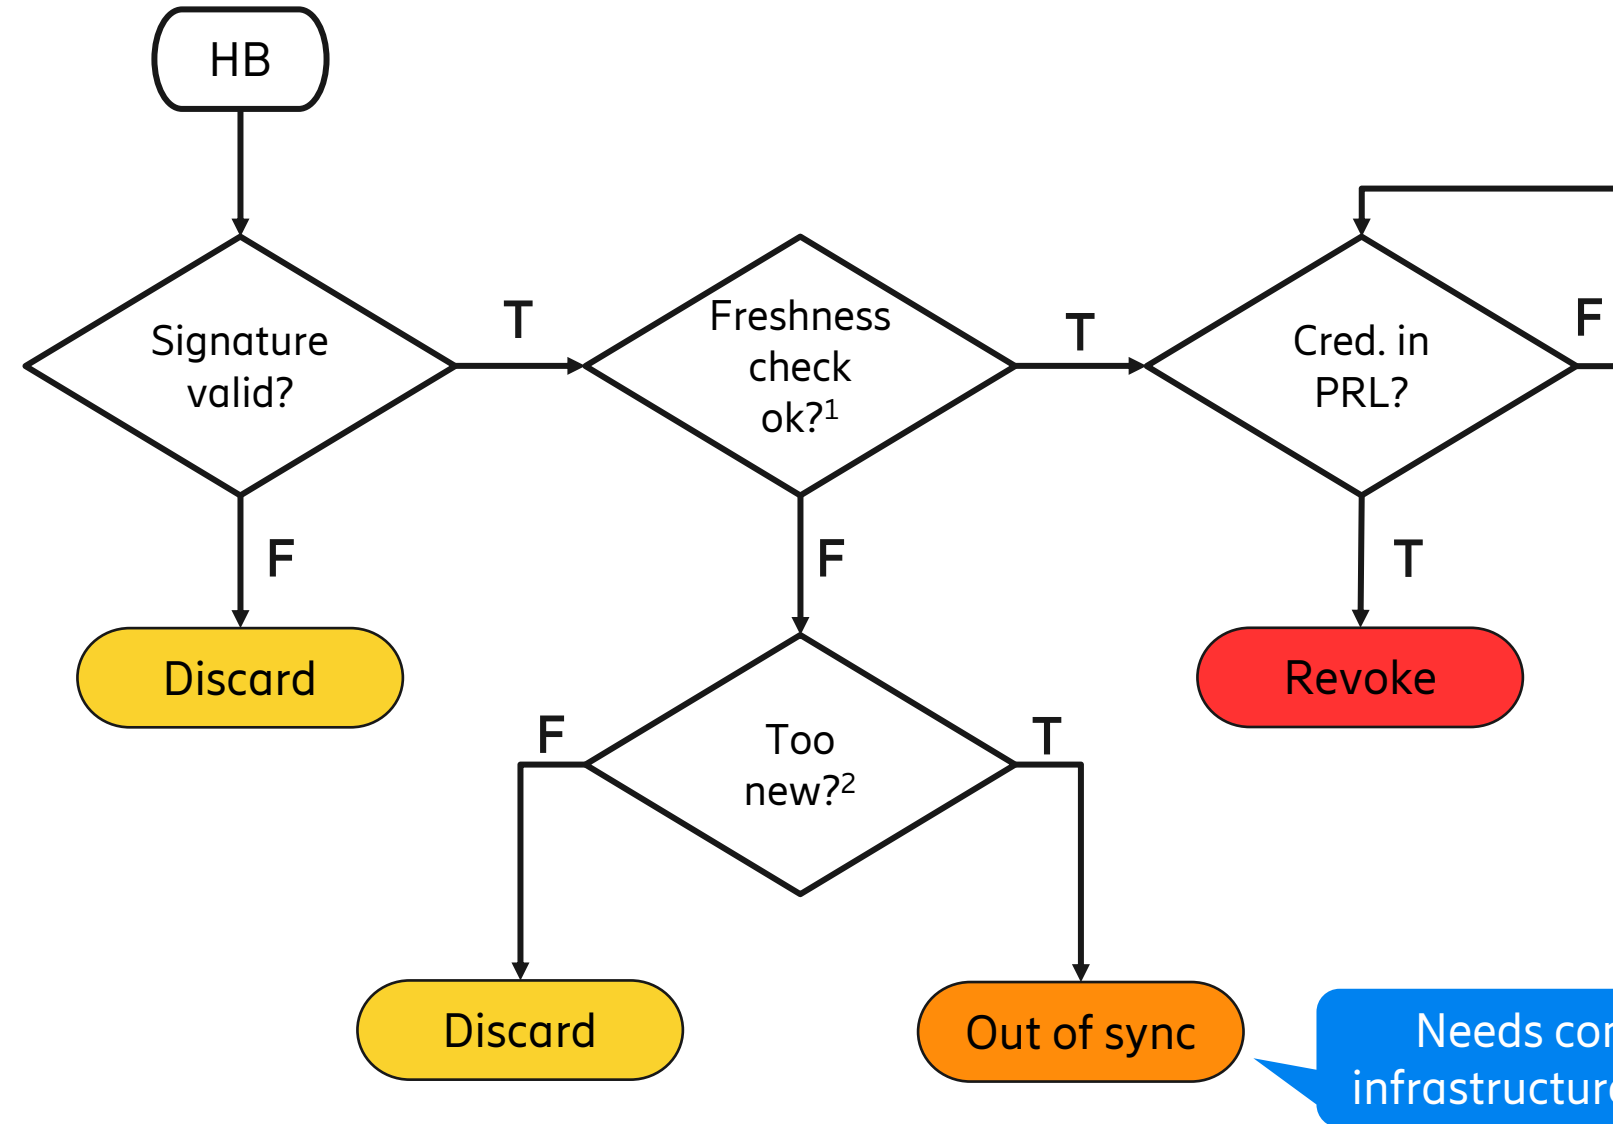 HB
Signature
valid?
T
Freshness
check
ok?¹
T
Cred. in
PRL?
F
F
F
T
Discard
Revoke
F
Too
new?²
T
Discard
Out of sync
Needs